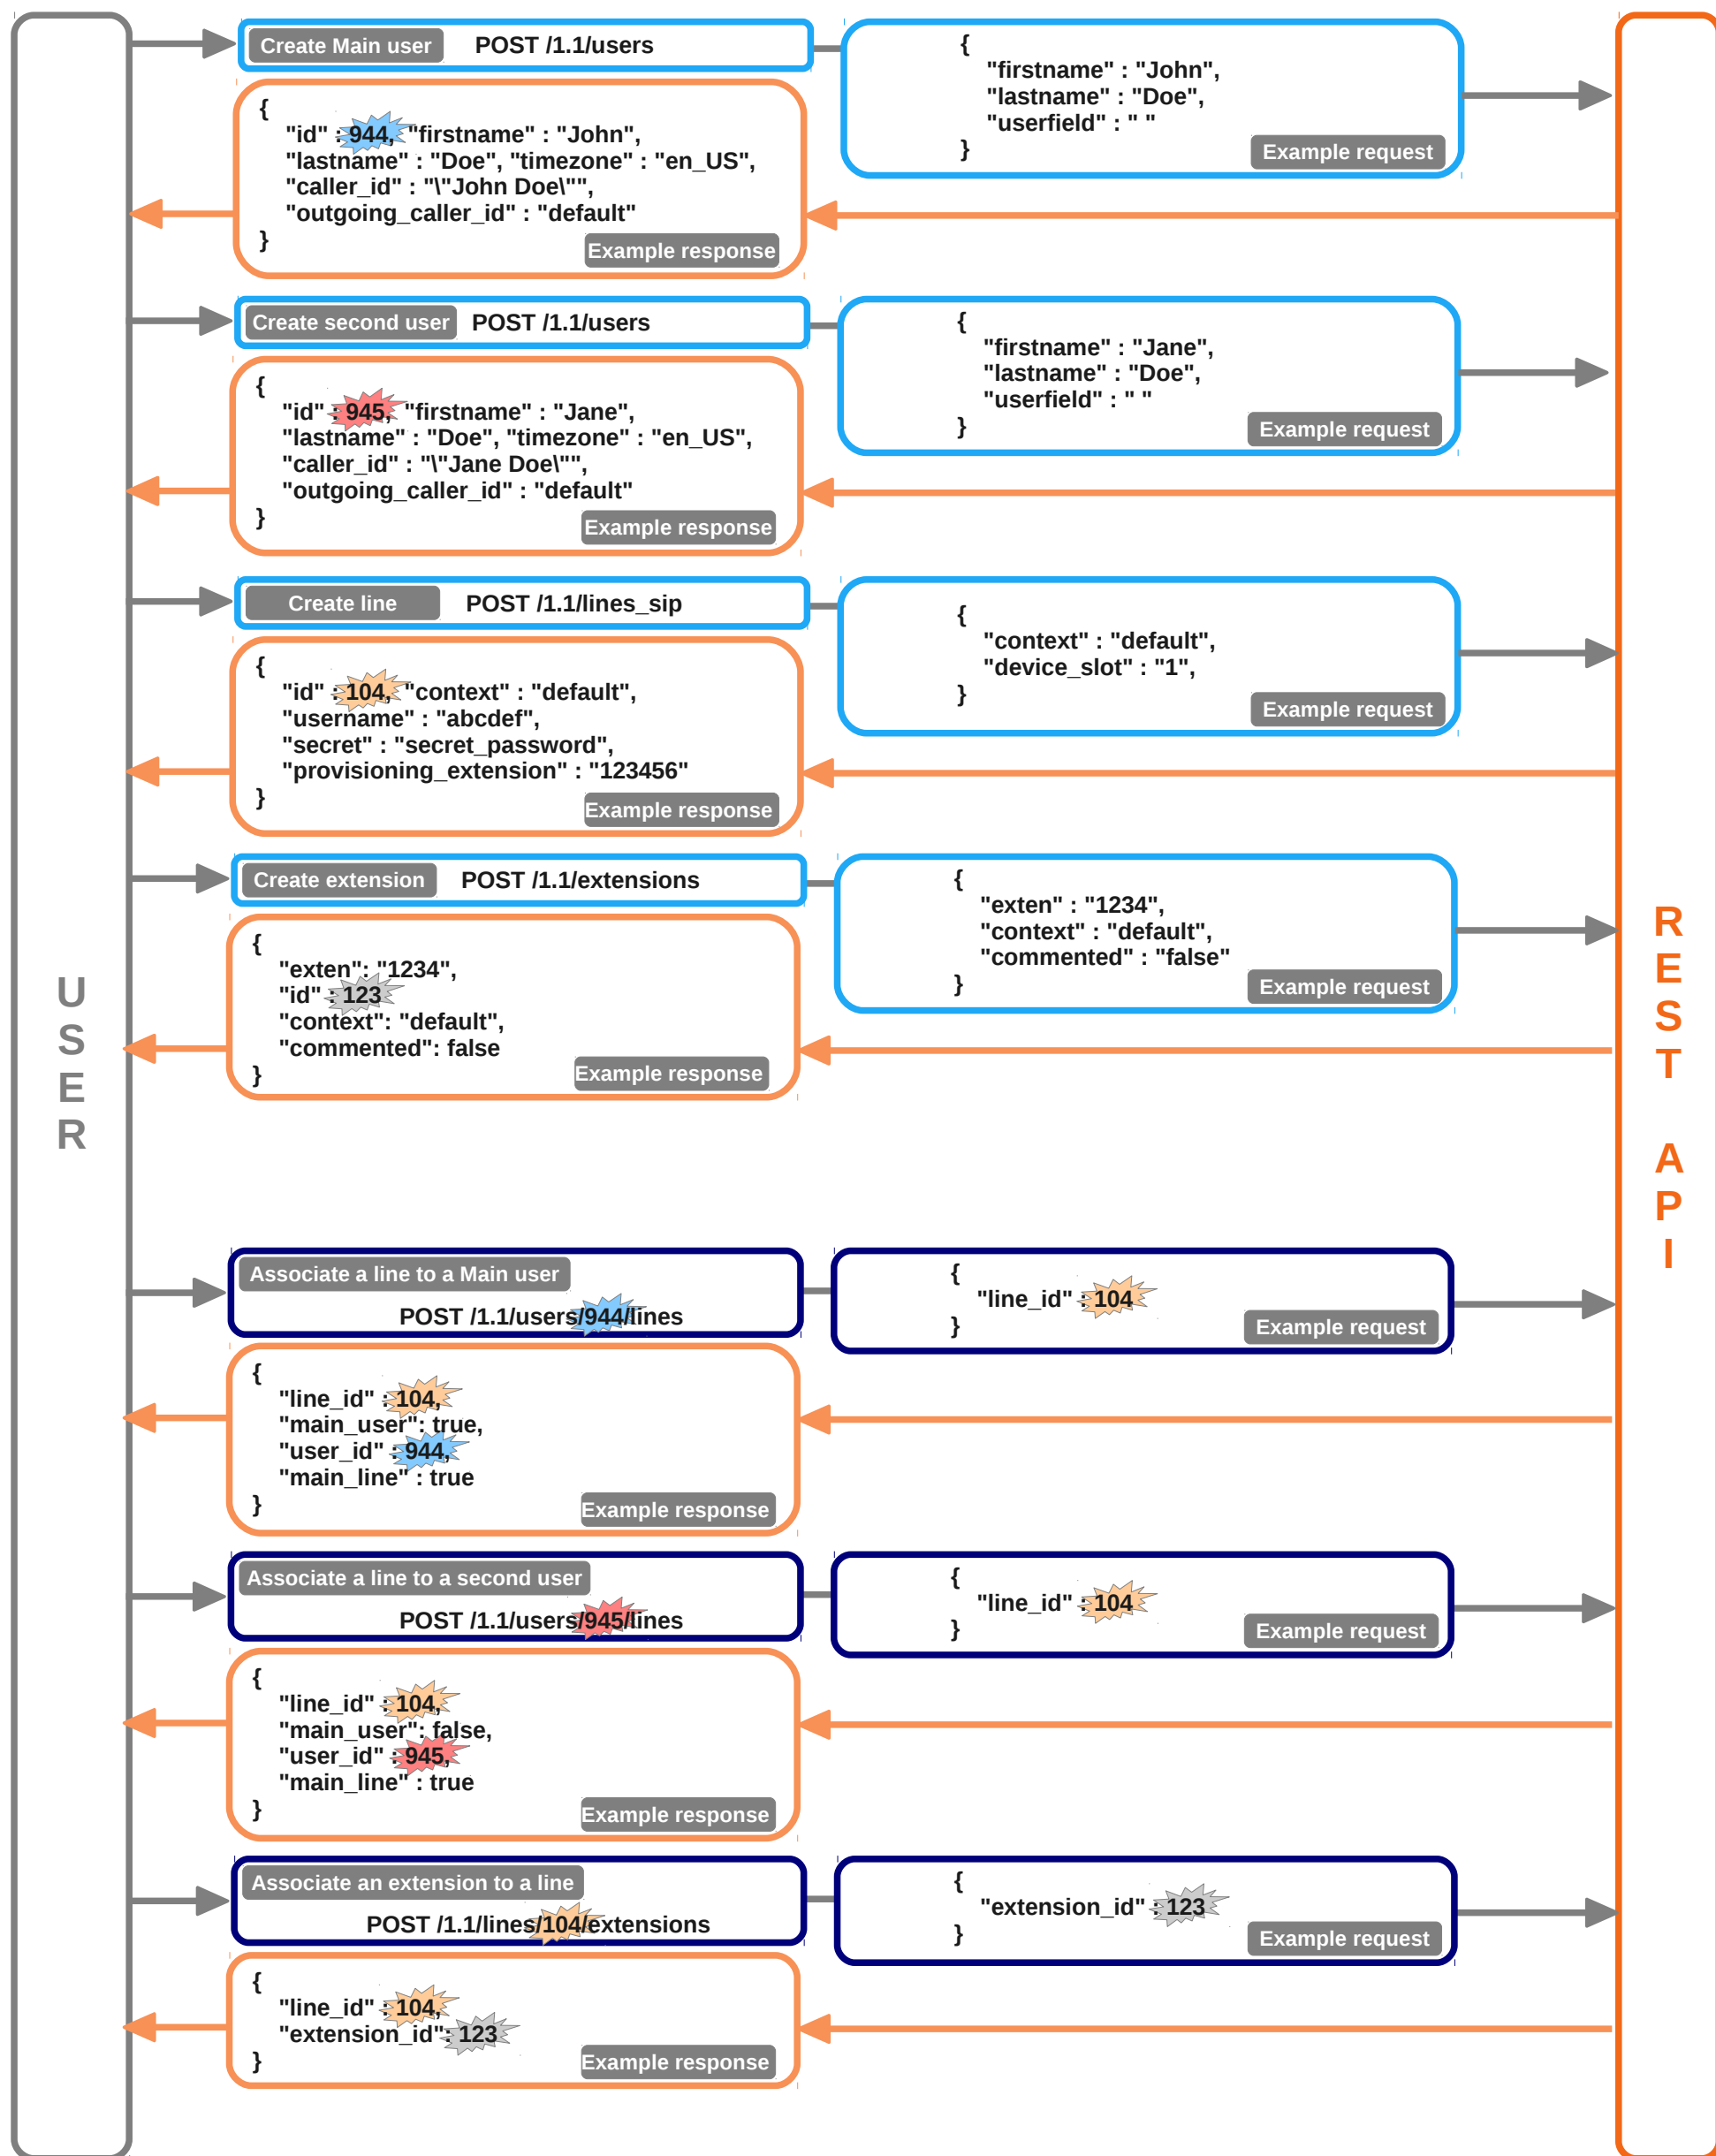 Create Main user POST /1.1/users
{
"firstname" : "John",
"lastname" : "Doe",
"userfield" : " "
}
Example request
{
"id" : 944, "firstname" : "John",
"lastname" : "Doe", "timezone" : "en_US",
"caller_id" : "\"John Doe\"",
"outgoing_caller_id" : "default"
}
Example response
Create second user POST /1.1/users
{
"firstname" : "Jane",
"lastname" : "Doe",
"userfield" : " "
}
Example request
{
"id" : 945, "firstname" : "Jane",
"lastname" : "Doe", "timezone" : "en_US",
"caller_id" : "\"Jane Doe\"",
"outgoing_caller_id" : "default"
}
Example response
Create line POST /1.1/lines_sip
{
"context" : "default",
"device_slot" : "1",
}
Example request
{
"id" : 104, "context" : "default",
"username" : "abcdef",
"secret" : "secret_password",
"provisioning_extension" : "123456"
}
Example response
Create extension POST /1.1/extensions
{
"exten" : "1234",
"context" : "default",
"commented" : "false"
}
Example request
{
"exten": "1234",
"id" : 123
"context": "default",
"commented": false
}
Example response
USER
REST API
Associate a line to a Main user
POST /1.1/users/944/lines
{
"line_id" : 104
}
Example request
{
"line_id" : 104,
"main_user": true,
"user_id" : 944,
"main_line" : true
}
Example response
Associate a line to a second user
POST /1.1/users/945/lines
{
"line_id" : 104
}
Example request
{
"line_id" : 104,
"main_user": false,
"user_id" : 945,
"main_line" : true
}
Example response
Associate an extension to a line
POST /1.1/lines/104/extensions
{
"extension_id" : 123
}
Example request
{
"line_id" : 104,
"extension_id": 123
}
Example response